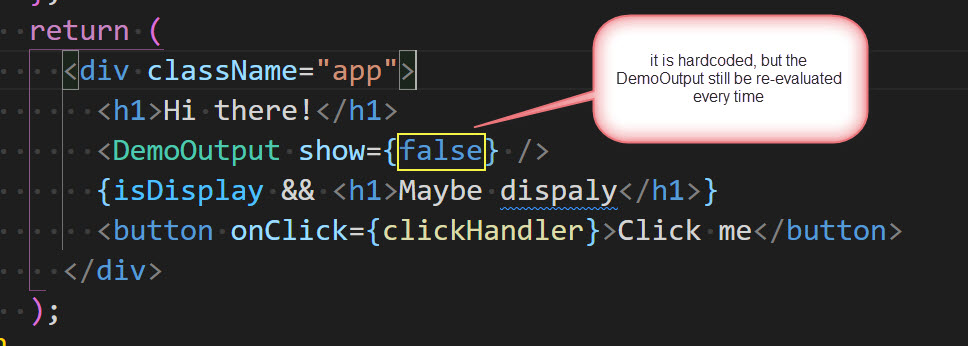 };
return (
<div className="app">
<h1>Hi there!</h1>
<DemoOutput show={false} />
{isDisplay && <h1>Maybe dispaly</h1>}
<button onClick={clickHandler}>Click me</button>
</div>
);
it is hardcoded, but the
DemoOutput still be re-evaluated
every time